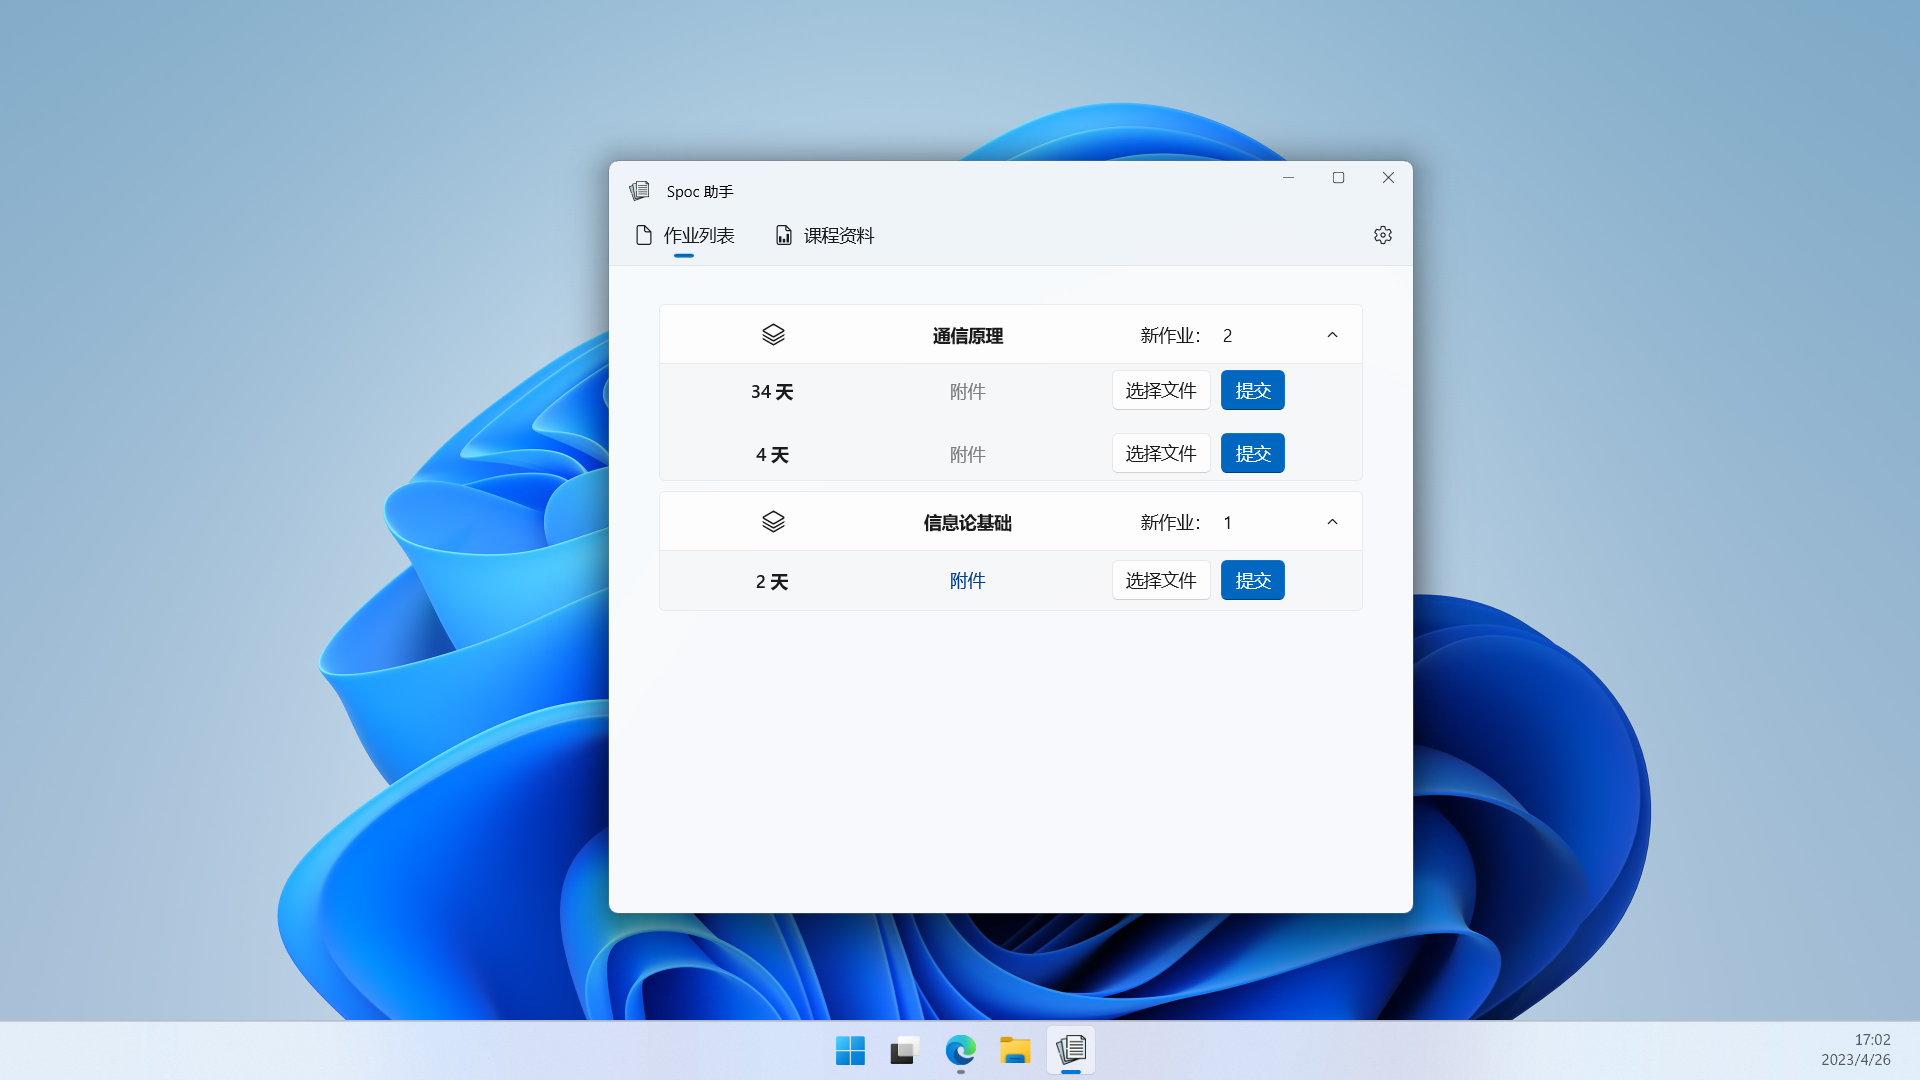 Spoc 助手
作业列表 课程资料
通信原理 新作业： 2
34 天 附件 选择文件 提交
4 天 附件 选择文件 提交
信息论基础 新作业： 1
2 天 附件 选择文件 提交
17:02
2023/4/26